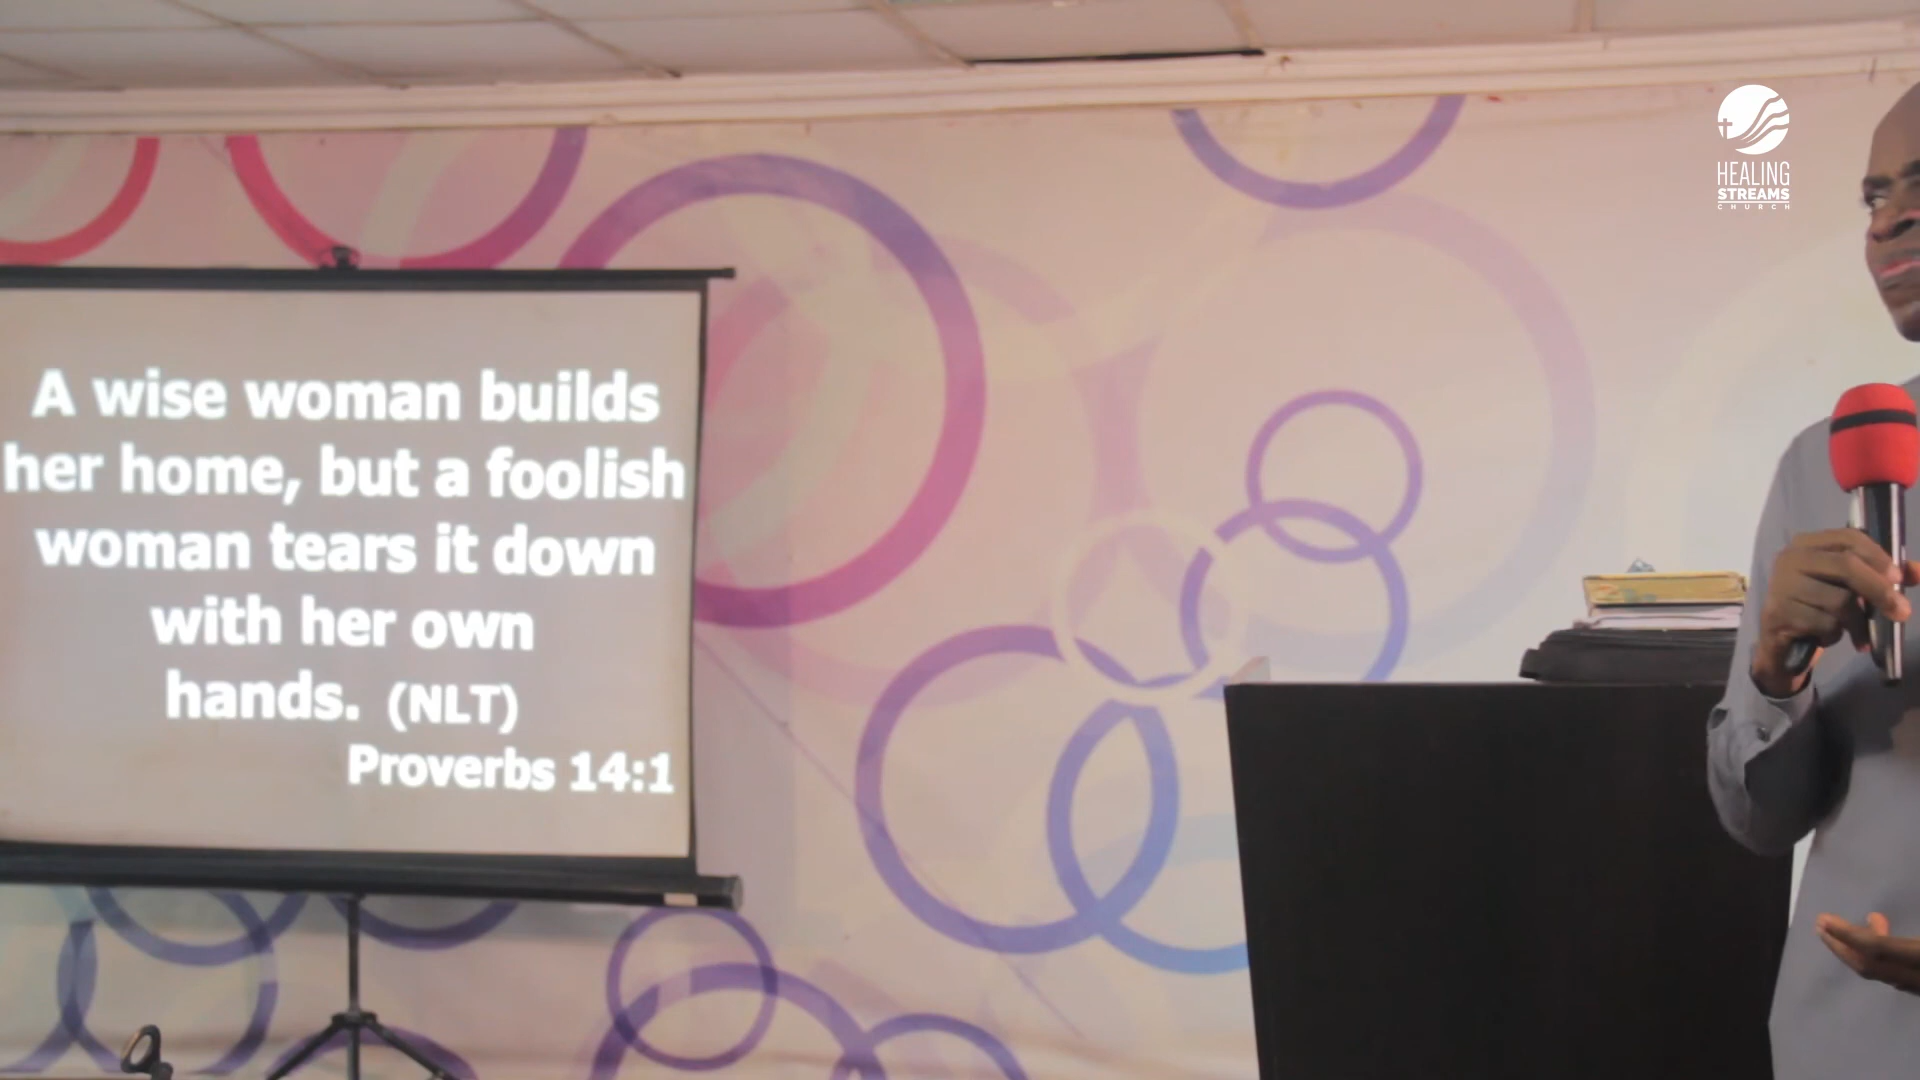 A wise woman builds
her home, but a foolish
woman tears it down
with her own
hands. (NLT)
Proverbs 14:1
HEALING
STREAMS
CHURCH